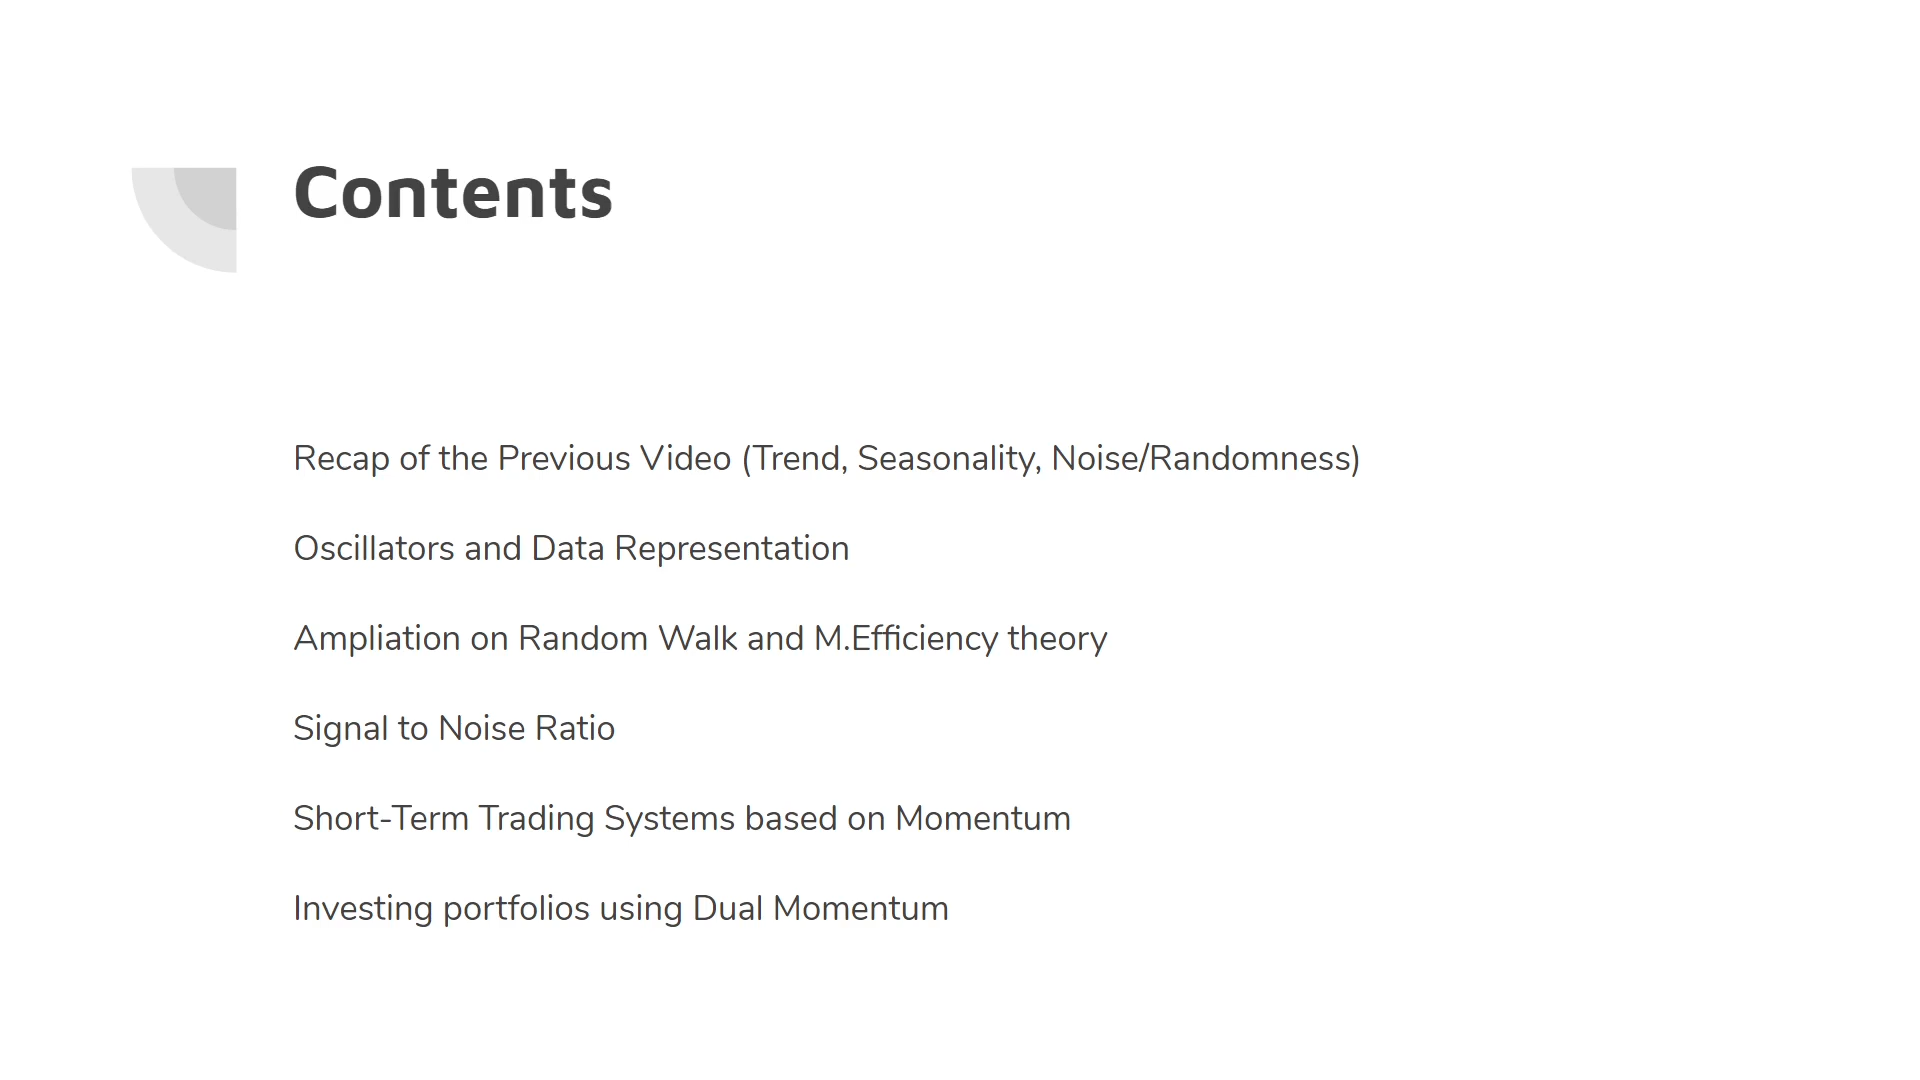 Contents
Recap of the Previous Video (Trend, Seasonality, Noise/Randomness)
Oscillators and Data Representation
Ampliation on Random Walk and M.Efficiency theory
Signal to Noise Ratio
Short-Term Trading Systems based on Momentum
Investing portfolios using Dual Momentum